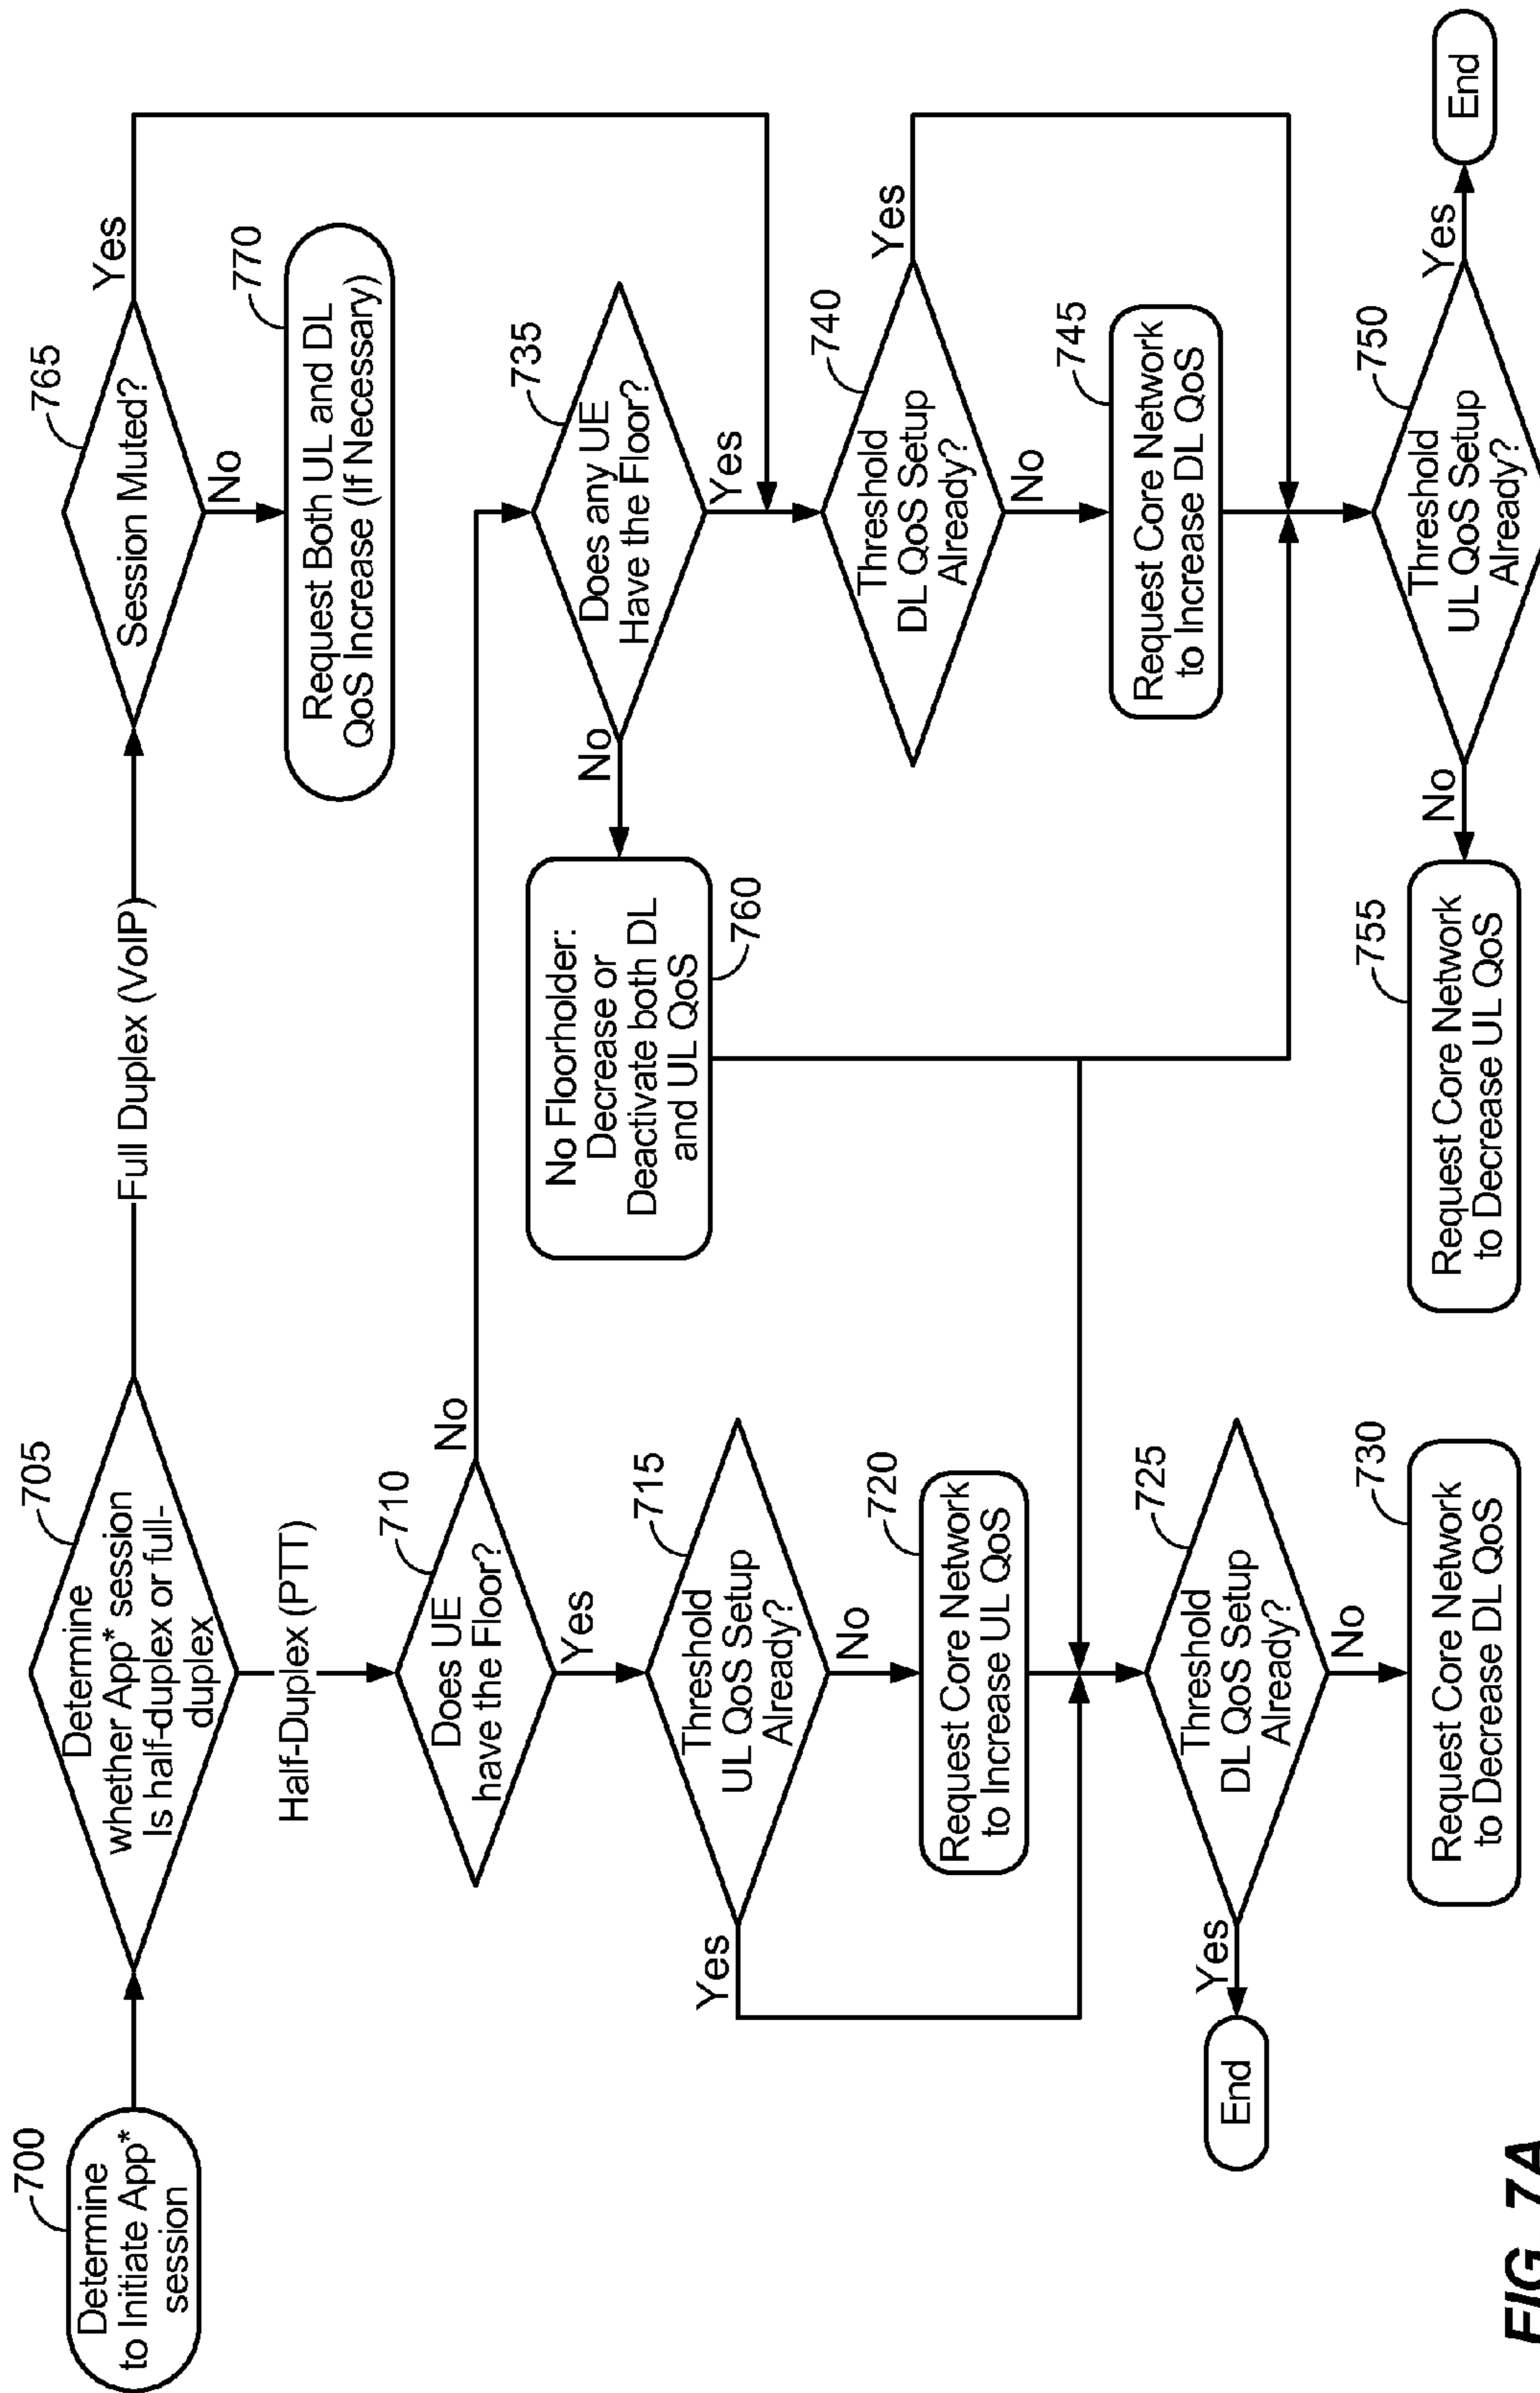 700
Determine
to Initiate App*
session
705
Determine
whether App* session
Is half-duplex or full-
duplex
Full Duplex (VoIP)
765
Session Muted?
Yes
No
770
Request Both UL and DL
QoS Increase (If Necessary)
Half-Duplex (PTT)
710
Does UE
have the Floor?
No
Yes
735
Does any UE
Have the Floor?
No
Yes
No Floorholder:
Decrease or
Deactivate both DL
and UL QoS
760
715
Threshold
UL QoS Setup
Already?
Yes
No
740
Threshold
DL QoS Setup
Already?
Yes
No
720
Request Core Network
to Increase UL QoS
745
Request Core Network
to Increase DL QoS
725
Threshold
DL QoS Setup
Already?
Yes
No
End
730
Request Core Network
to Decrease DL QoS
750
Threshold
UL QoS Setup
Already?
Yes
No
End
755
Request Core Network
to Decrease UL QoS
FIG. 7A